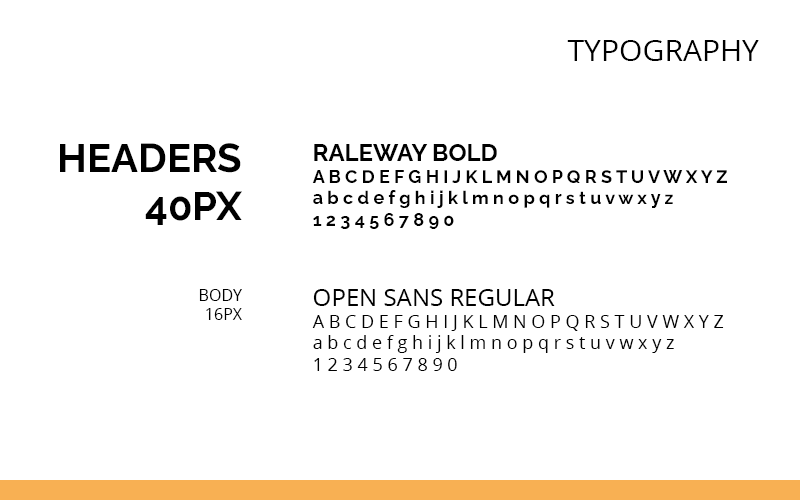 TYPOGRAPHY
HEADERS
40PX
RALEWAY BOLD
A B C D E F G H I J K L M N O P Q R S T U V W X Y Z
a b c d e f g h i j k l m n o p q r s t u v w x y z
1 2 3 4 5 6 7 8 9 0
BODY
16PX
OPEN SANS REGULAR
A B C D E F G H I J K L M N O P Q R S T U V W X Y Z
a b c d e f g h i j k l m n o p q r s t u v w x y z
1 2 3 4 5 6 7 8 9 0